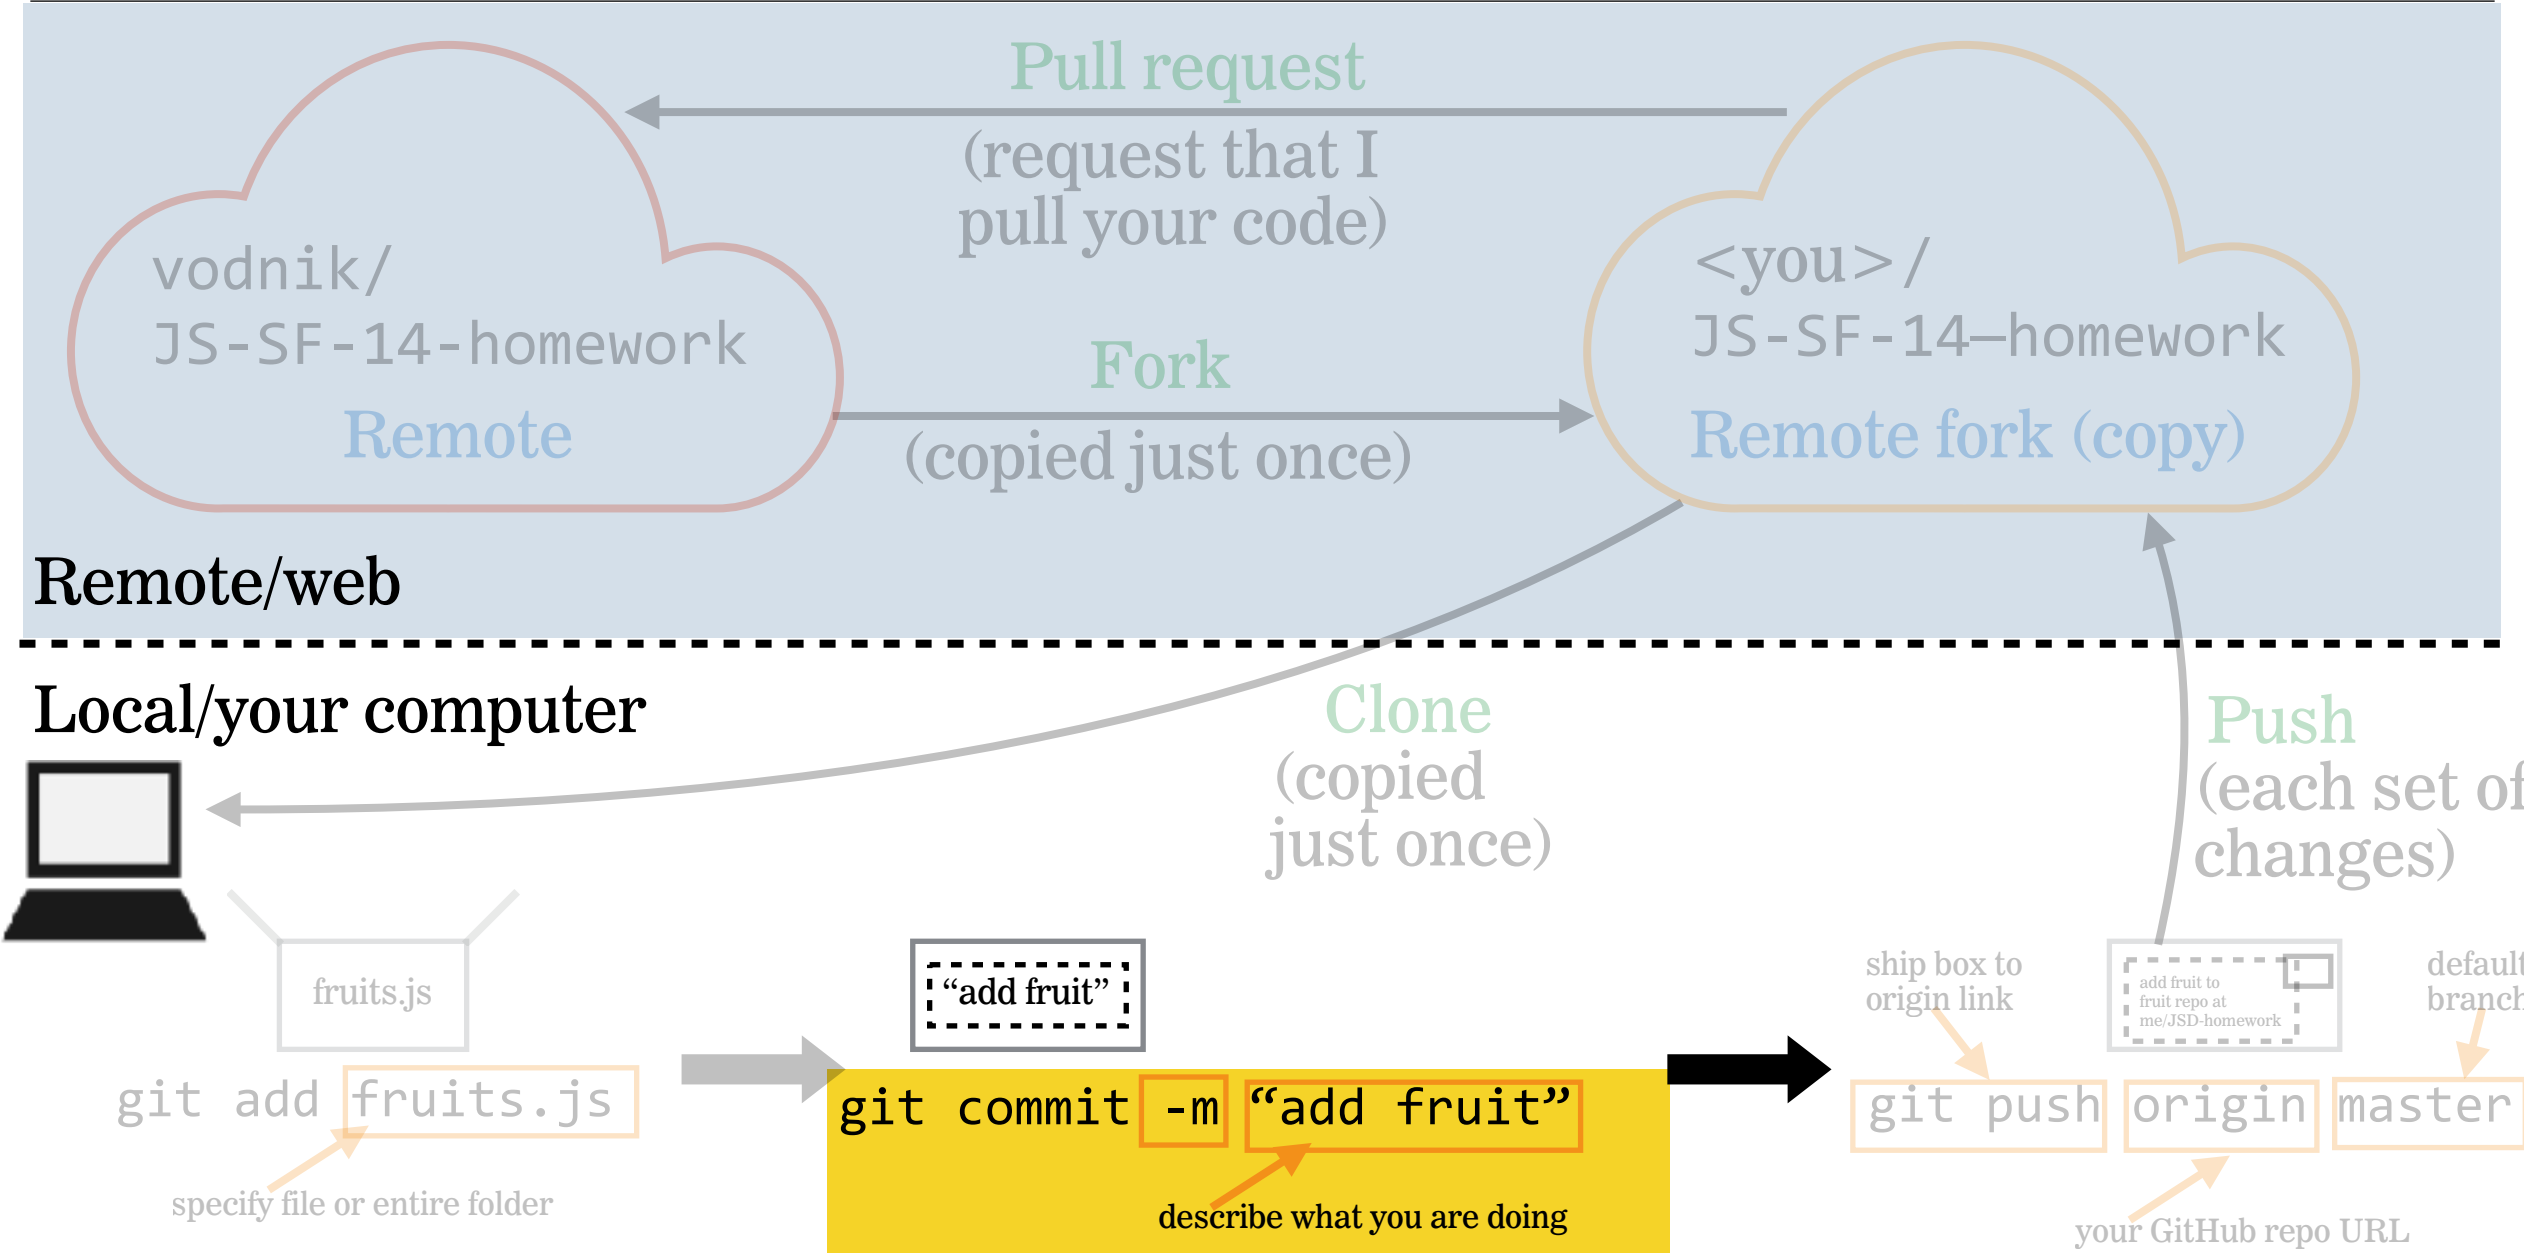 Pull request
(request that I
pull your code)
vodnik/
JS-SF-14-homework
Remote
Fork
(copied just once)
<you>/
JS-SF-14—homework
Remote fork (copy)
Remote/web
Local/your computer
Clone
(copied
just once)
Push
(each set of
changes)
fruits.js
git add fruits.js
specify file or entire folder
“add fruit”
git commit -m “add fruit”
describe what you are doing
ship box to
origin link
add fruit to
fruit repo at
me/JSD-homework
default
branch
git push origin master
your GitHub repo URL